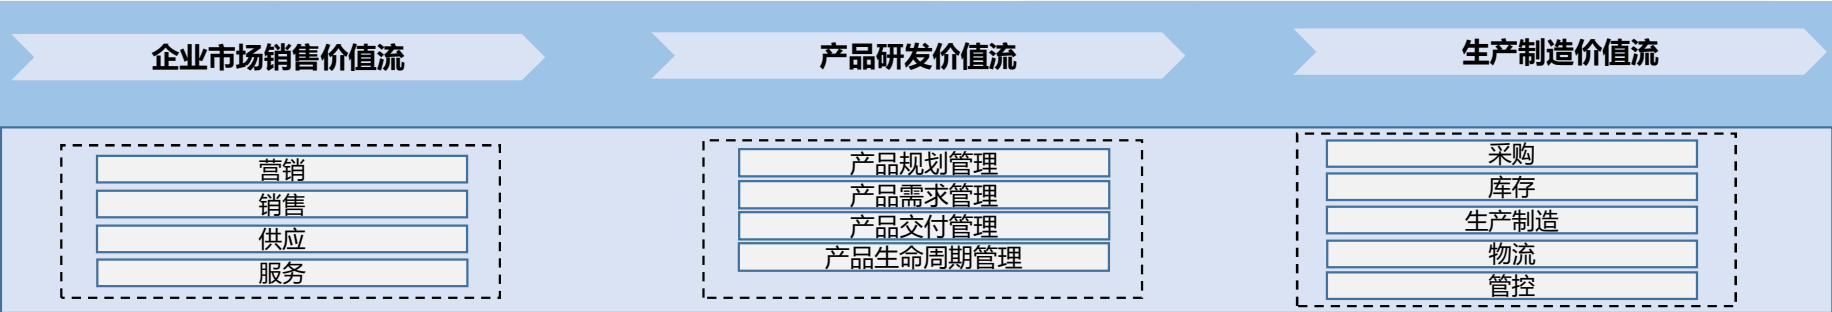 企业市场销售价值流
产品研发价值流
生产制造价值流
营销
销售
供应
服务
产品规划管理
产品需求管理
产品交付管理
产品生命周期管理
采购
库存
生产制造
物流
管控